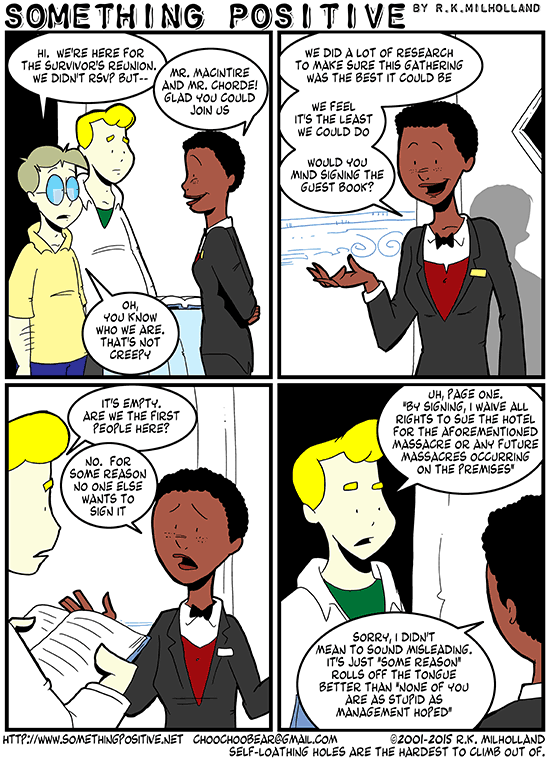 SOMETHING POSITIVE BY R.K.MILHOLLAND
HI. WE'RE HERE FOR
THE SURVIVOR'S REUNION.
WE DIDN'T RSVP BUT--
MR. MACINTIRE
AND MR. CHORDE!
GLAD YOU COULD
JOIN US
OH,
YOU KNOW
WHO WE ARE.
THAT'S NOT
CREEPY
WE DID A LOT OF RESEARCH
TO MAKE SURE THIS GATHERING
WAS THE BEST IT COULD BE
WE FEEL
IT'S THE LEAST
WE COULD DO
WOULD YOU
MIND SIGNING THE
GUEST BOOK?
IT'S EMPTY.
ARE WE THE FIRST
PEOPLE HERE?
NO. FOR
SOME REASON
NO ONE ELSE
WANTS TO
SIGN IT
UH, PAGE ONE.
"BY SIGNING, I WAIVE ALL
RIGHTS TO SUE THE HOTEL
FOR THE AFOREMENTIONED
MASSACRE OR ANY FUTURE
MASSACRES OCCURRING
ON THE PREMISES"
SORRY, I DIDN'T
MEAN TO SOUND MISLEADING.
IT'S JUST "SOME REASON"
ROLLS OFF THE TONGUE
BETTER THAN "NONE OF YOU
ARE AS STUPID AS
MANAGEMENT HOPED"
HTTP://WWW.SOMETHINGPOSITIVE.NET CHOOCHOOBEAR@GMAIL.COM ©2001-2015 R.K. MILHOLLAND
SELF-LOATHING HOLES ARE THE HARDEST TO CLIMB OUT OF.